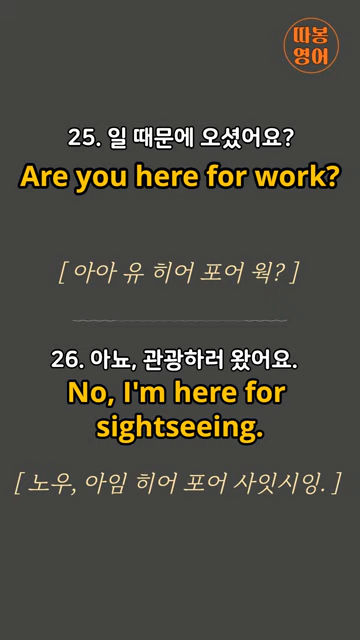 따봉
영어
25. 일 때문에 오셨어요?
Are you here for work?
[ 아아 유 히어 포어 웍? ]
26. 아뇨, 관광하러 왔어요.
No, I'm here for
sightseeing.
[ 노우, 아임 히어 포어 사잇시잉. ]